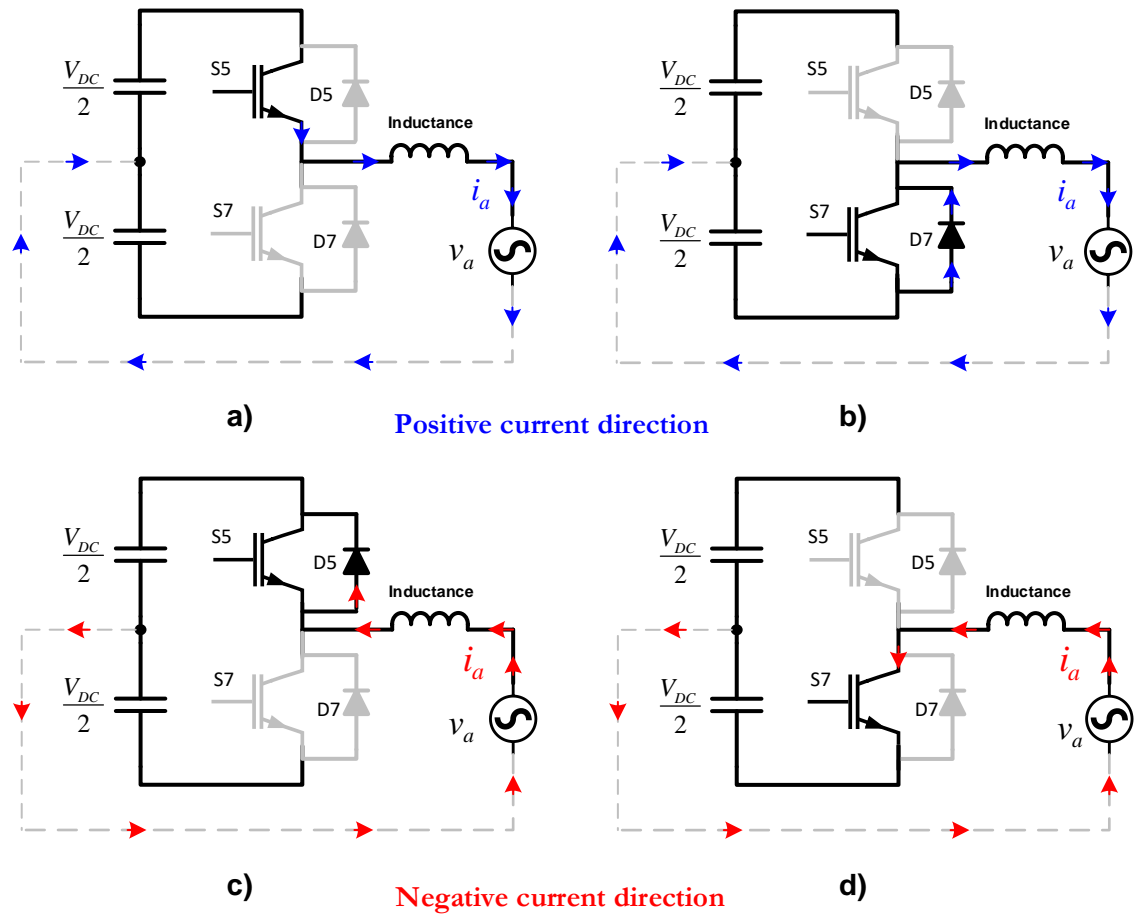 V_DC/2
S5
D5
Inductance
V_DC/2
S7
D7
i_a
v_a
a)
V_DC/2
S5
D5
Inductance
V_DC/2
S7
D7
i_a
v_a
b)
Positive current direction
V_DC/2
S5
D5
Inductance
V_DC/2
S7
D7
i_a
v_a
c)
V_DC/2
S5
D5
Inductance
V_DC/2
S7
D7
i_a
v_a
d)
Negative current direction